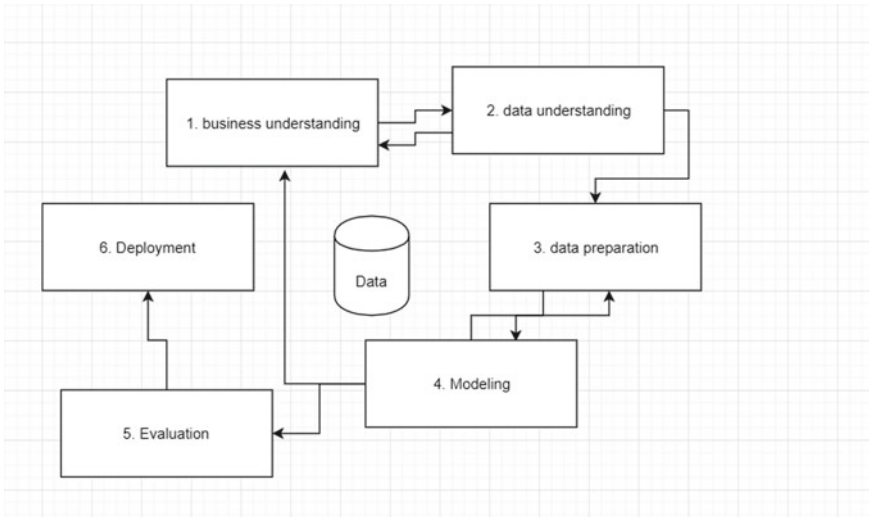 1. business understanding
2. data understanding
6. Deployment
3. data preparation
Data
4. Modeling
5. Evaluation